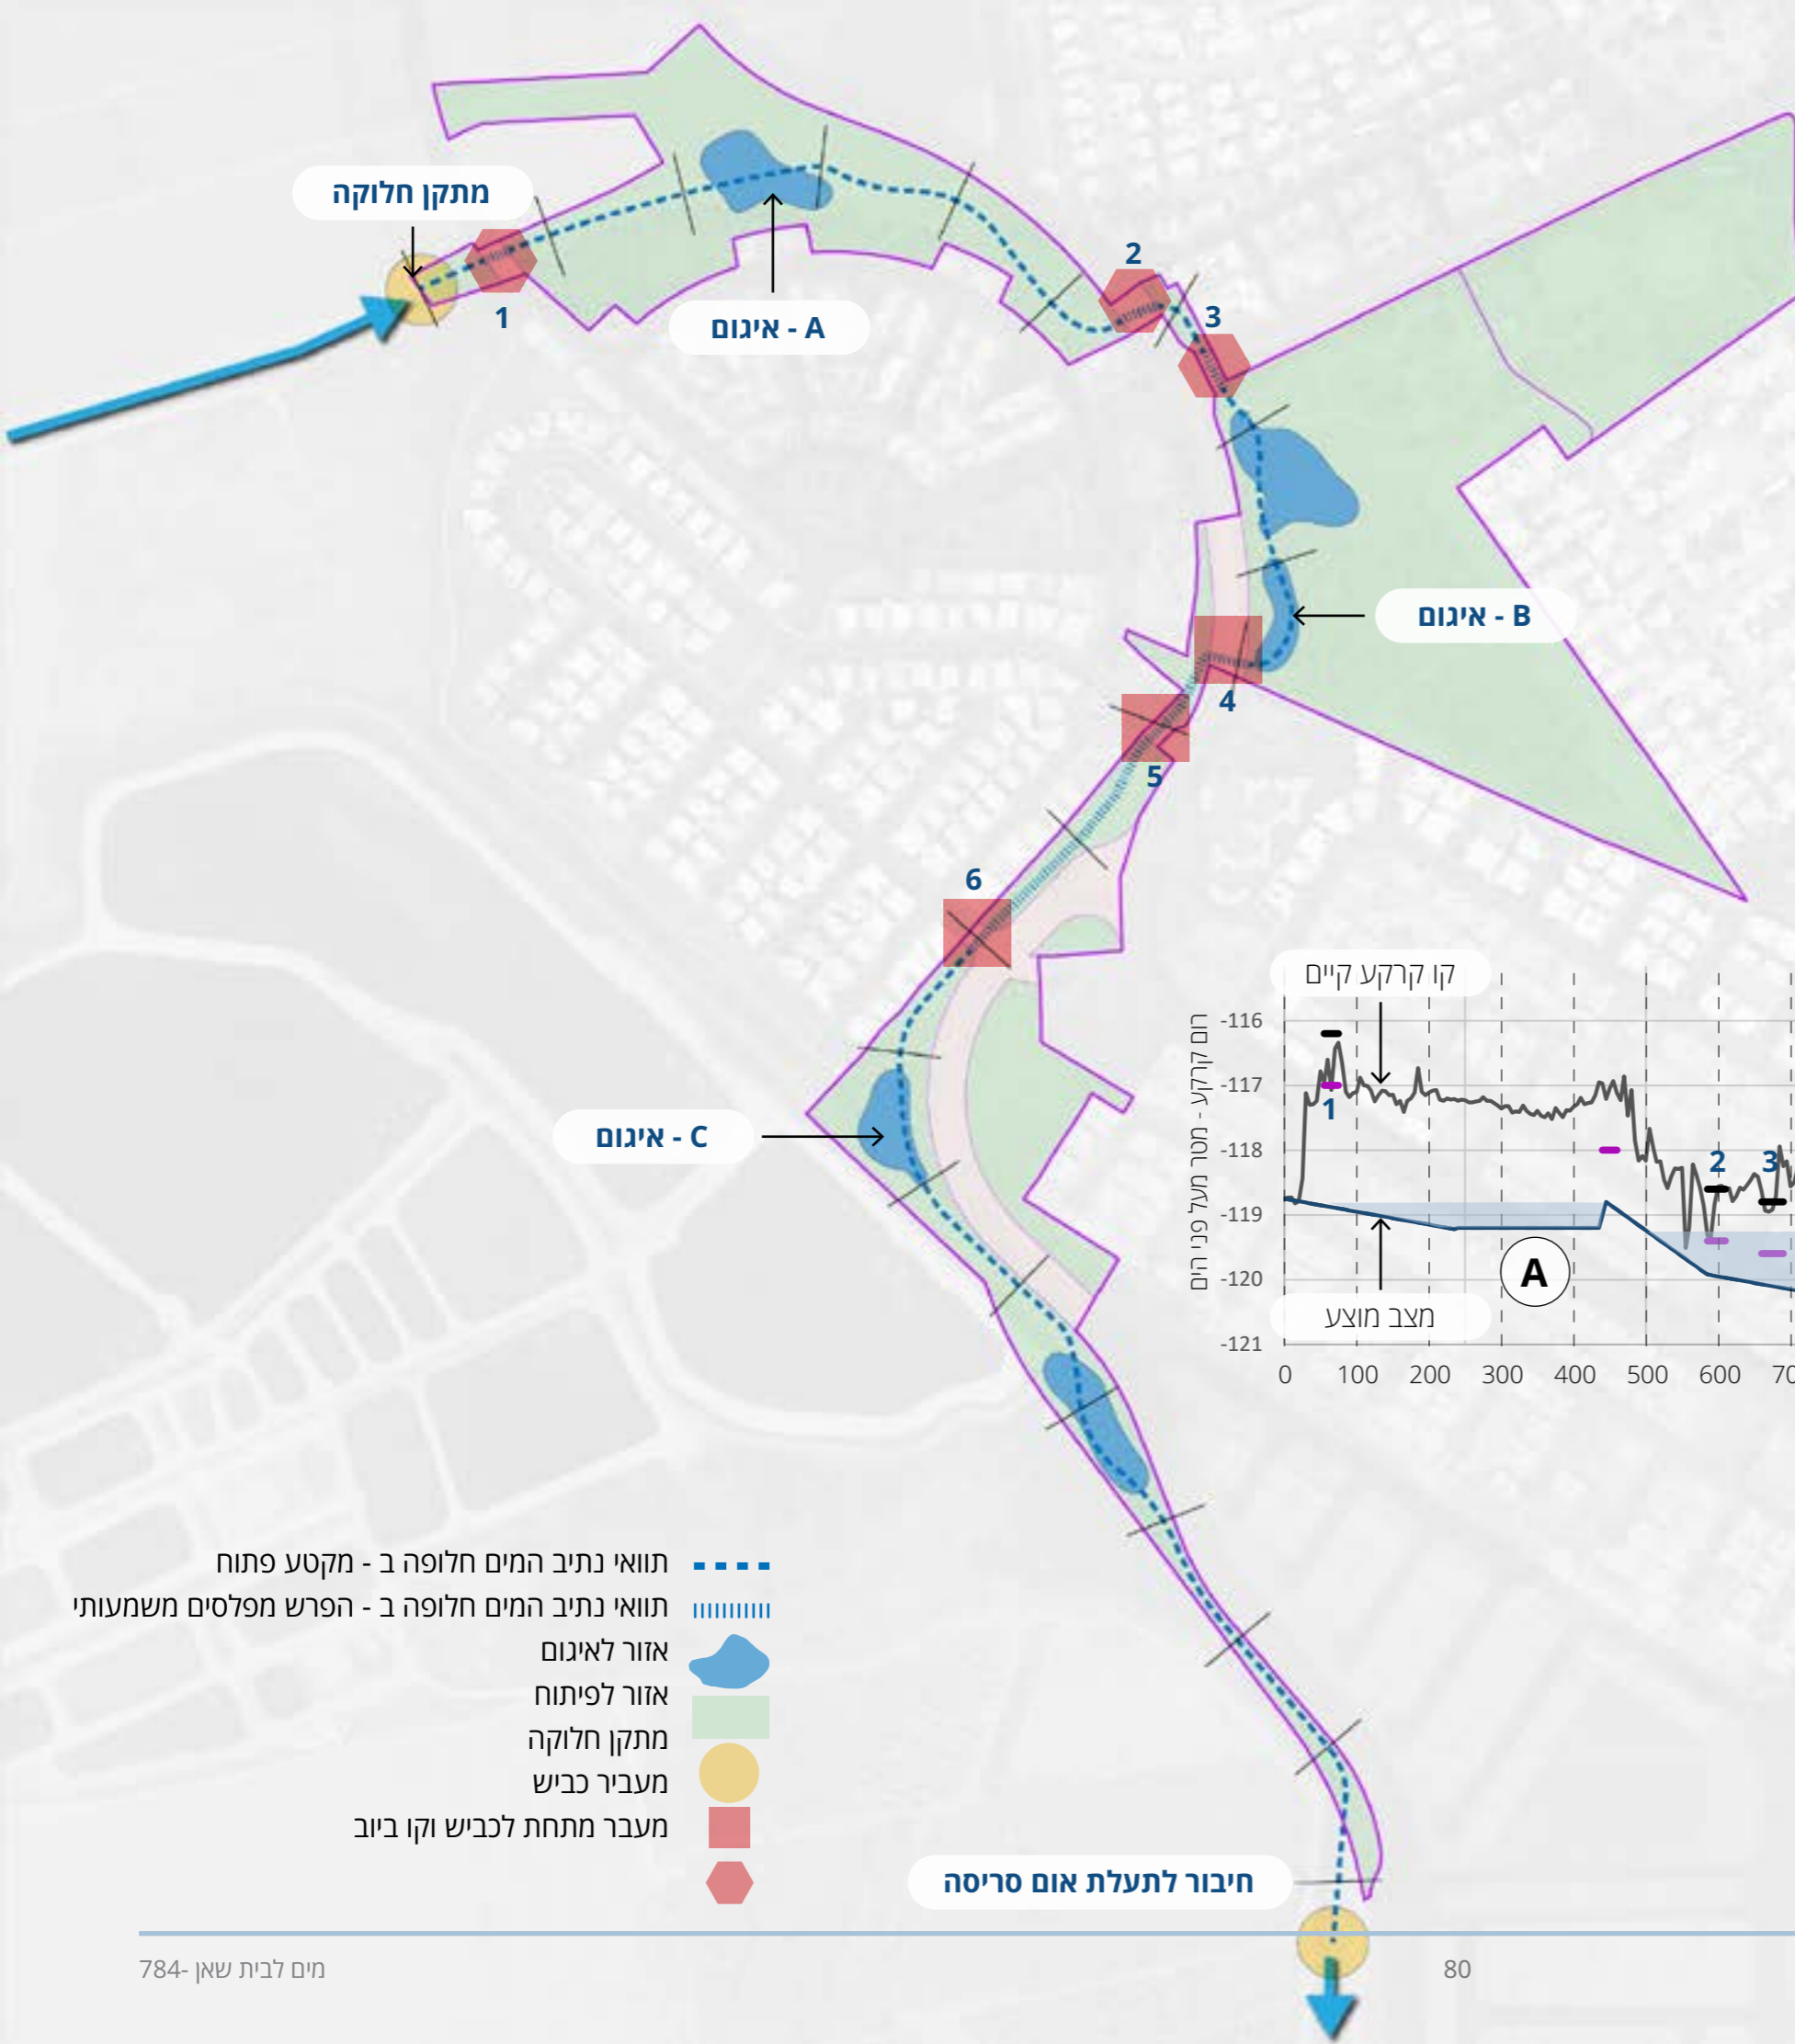 מתקן חלוקה
1
איגום - A
2
3
איגום - B
4
5
6
קו קרקע קיים
רום קרקע - מטר מעל פני הים
-116
-117
-118
-119
-120
-121
1
2
3
A
מצב מוצע
0 100 200 300 400 500 600 70
איגום - C
תוואי נתיב המים חלופה ב - מקטע פתוח
תוואי נתיב המים חלופה ב - הפרש מפלסים משמעותי
אזור לאיגום
אזור לפיתוח
מתקן חלוקה
מעביר כביש
מעבר מתחת לכביש וקו ביוב
חיבור לתעלת אום סריסה
מים לבית שאן -784
80